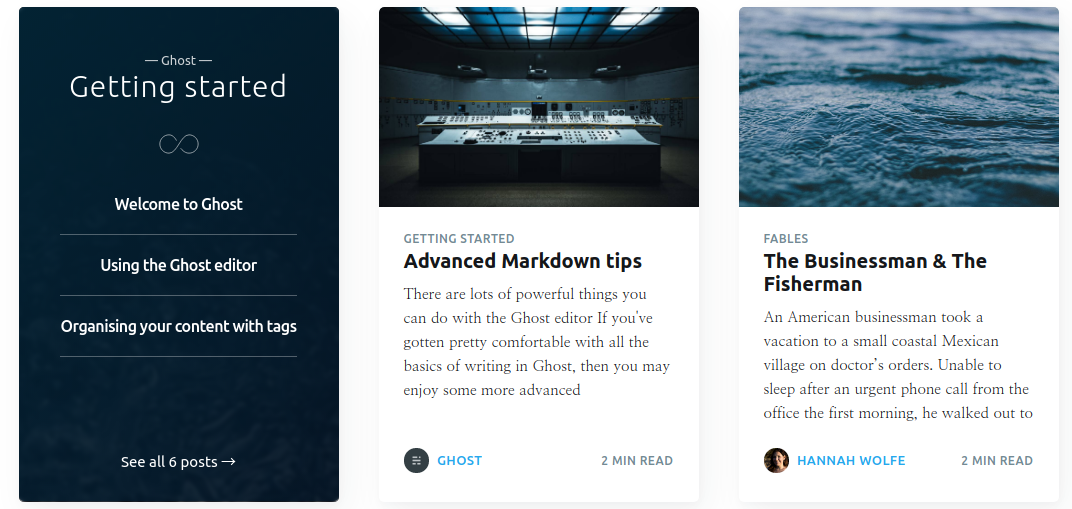 — Ghost —
Getting started
Welcome to Ghost
Using the Ghost editor
Organising your content with tags
See all 6 posts →
GETTING STARTED
Advanced Markdown tips
There are lots of powerful things you
can do with the Ghost editor If you've
gotten pretty comfortable with all the
basics of writing in Ghost, then you may
enjoy some more advanced
GHOST
2 MIN READ
FABLES
The Businessman & The
Fisherman
An American businessman took a
vacation to a small coastal Mexican
village on doctor’s orders. Unable to
sleep after an urgent phone call from the
office the first morning, he walked out to
HANNAH WOLFE
2 MIN READ